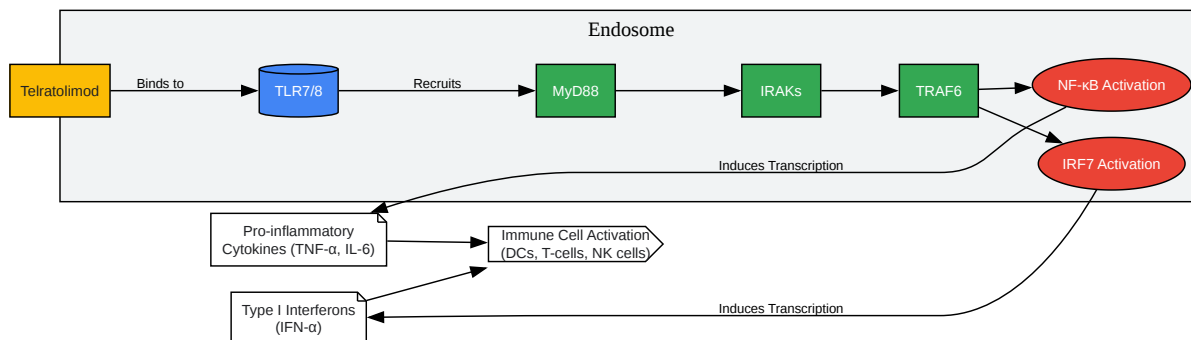 Endosome
Telratolimod
Binds to
TLR7/8
Recruits
MyD88
IRAKs
TRAF6
NF-κB Activation
IRF7 Activation
Induces Transcription
Pro-inflammatory
Cytokines (TNF-α, IL-6)
Immune Cell Activation
(DCs, T-cells, NK cells)
Type I Interferons
(IFN-α)
Induces Transcription